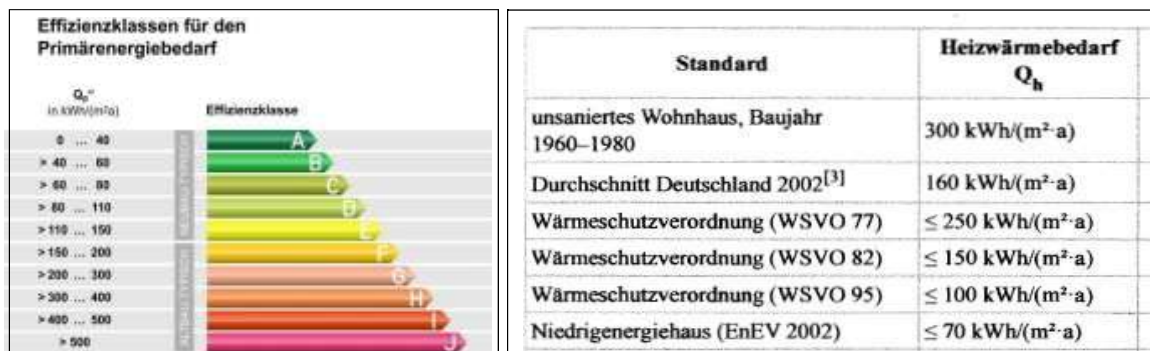 Effizienzklassen für den
Primärenergiebedarf
in kWh/(m²a)
Effizienzklasse
0 ... 40 A
> 40 ... 60 B
> 60 ... 80 C
> 80 ... 110 D
> 110 ... 150 E
> 150 ... 200 F
> 200 ... 300 G
> 300 ... 400 H
> 400 ... 500 I
> 500 J
Standard
Heizwärmebedarf
Qh
unsaniertes Wohnhaus, Baujahr
1960–1980
300 kWh/(m²·a)
Durchschnitt Deutschland 2002[3] 160 kWh/(m²·a)
Wärmeschutzverordnung (WSVO 77) ≤ 250 kWh/(m²·a)
Wärmeschutzverordnung (WSVO 82) ≤ 150 kWh/(m²·a)
Wärmeschutzverordnung (WSVO 95) ≤ 100 kWh/(m²·a)
Niedrigenergiehaus (EnEV 2002) ≤ 70 kWh/(m²·a)